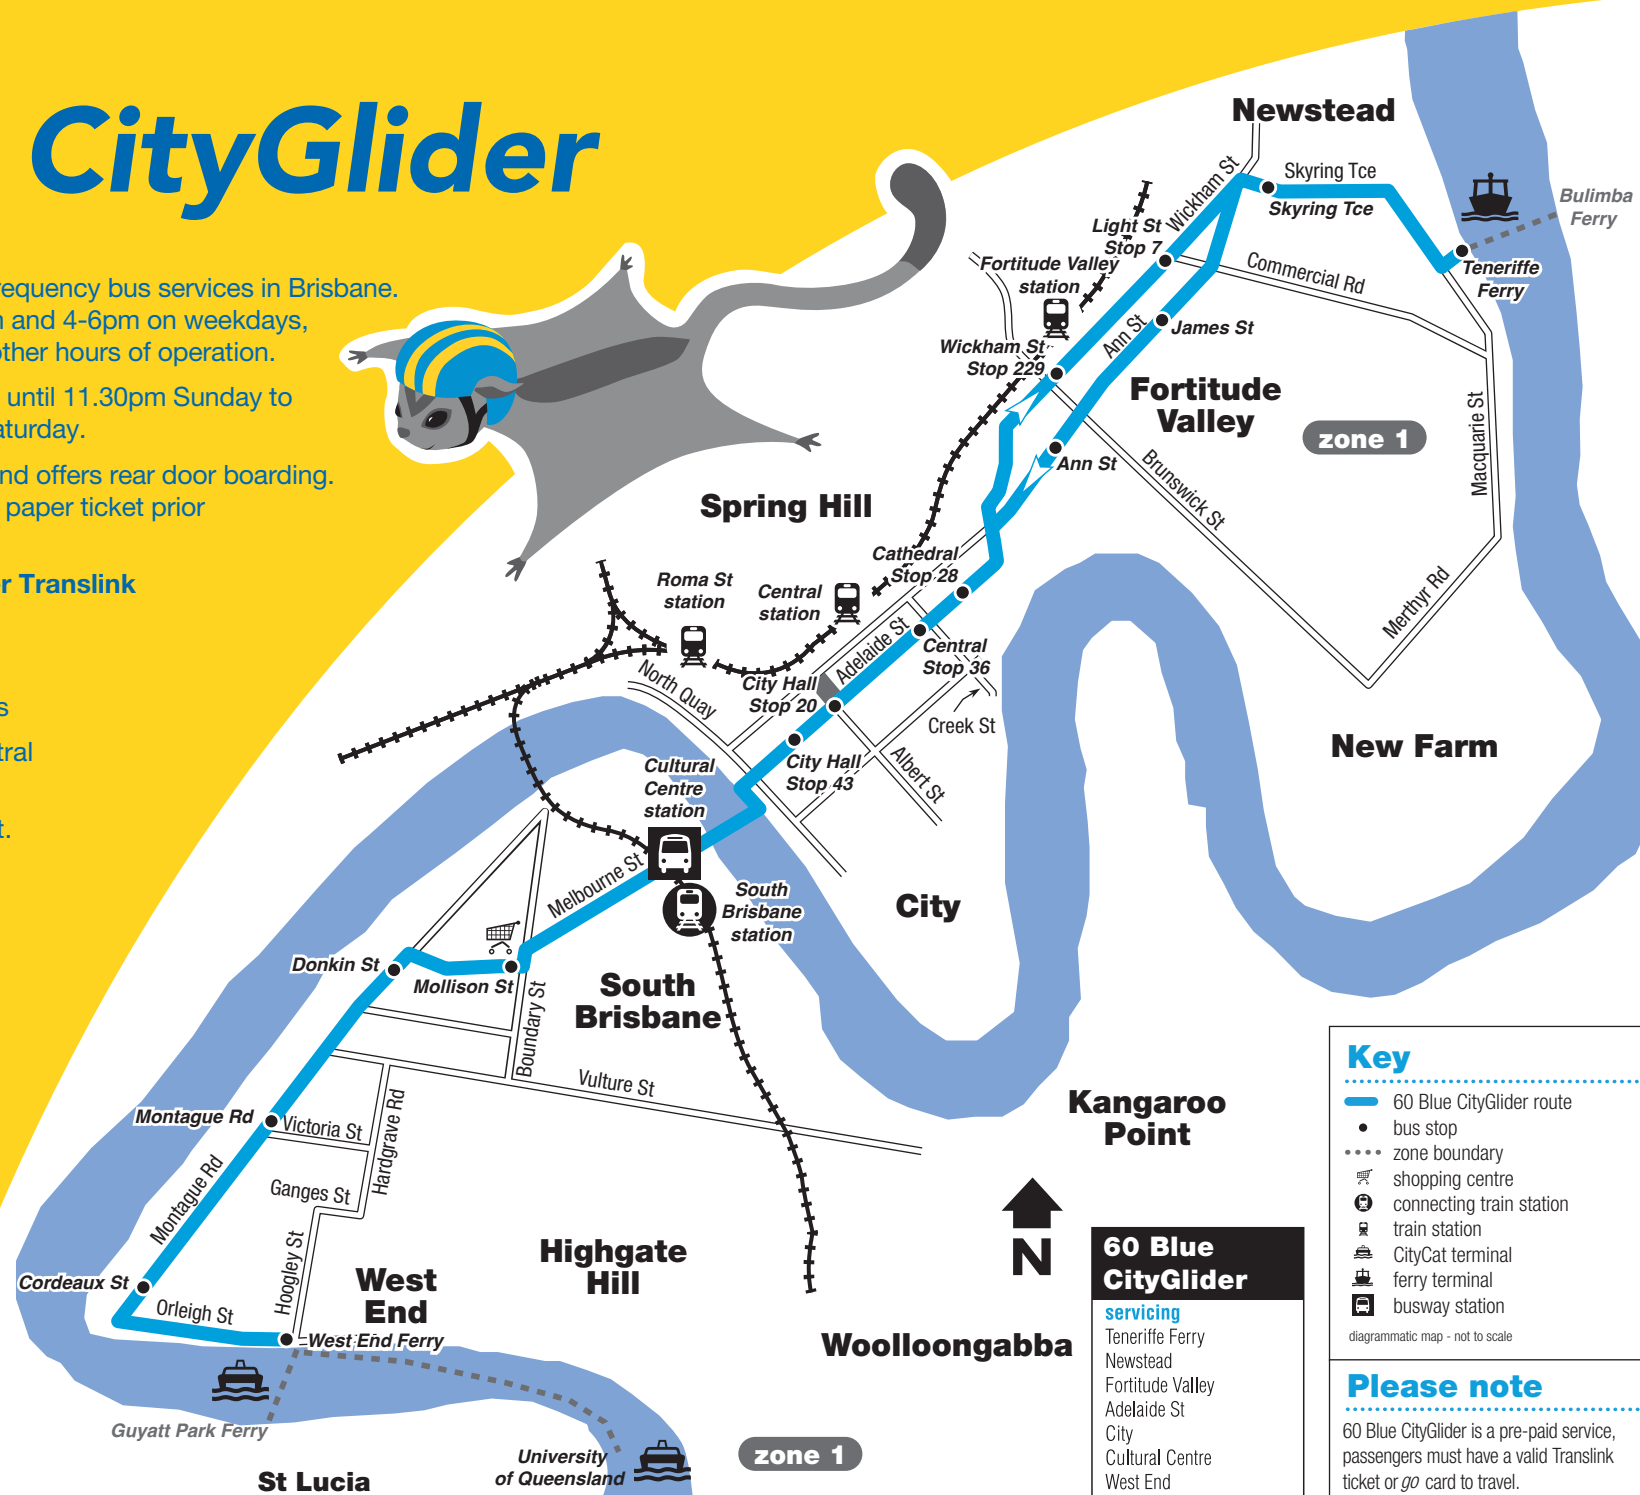 CityGlider
requency bus services in Brisbane.
and 4-6pm on weekdays,
other hours of operation.
until 11.30pm Sunday to
aturday.
nd offers rear door boarding.
paper ticket prior
r Translink
s
tral
t.
Newstead
Wickham St
Skyring Tce
Skyring Tce
Bulimba
Ferry
Light St
Stop 7
Teneriffe
Ferry
Commercial Rd
Fortitude Valley
station
Ann St
James St
Wickham St
Stop 229
Fortitude
Valley
zone 1
Macquarie St
Ann St
Brunswick St
Spring Hill
Cathedral
Stop 28
Merthyr Rd
Roma St
station
Central
station
Adelaide St
Central
Stop 36
North Quay
City Hall
Stop 20
Creek St
New Farm
City Hall
Stop 43
Albert St
Cultural
Centre
station
Melbourne St
South
Brisbane
station
City
Donkin St
Mollison St
South
Brisbane
Boundary St
Vulture St
Montague Rd
Victoria St
Hardgrave Rd
Kangaroo
Point
Montague Rd
Ganges St
Hoogley St
Highgate
Hill
West
End
Cordeaux St
Orleigh St
West End Ferry
Woolloongabba
N
Guyatt Park Ferry
St Lucia
University
of Queensland
zone 1
60 Blue
CityGlider
servicing
Teneriffe Ferry
Newstead
Fortitude Valley
Adelaide St
City
Cultural Centre
West End
Key
60 Blue CityGlider route
bus stop
zone boundary
shopping centre
connecting train station
train station
CityCat terminal
ferry terminal
busway station
diagrammatic map - not to scale
Please note
60 Blue CityGlider is a pre-paid service,
passengers must have a valid Translink
ticket or go card to travel.